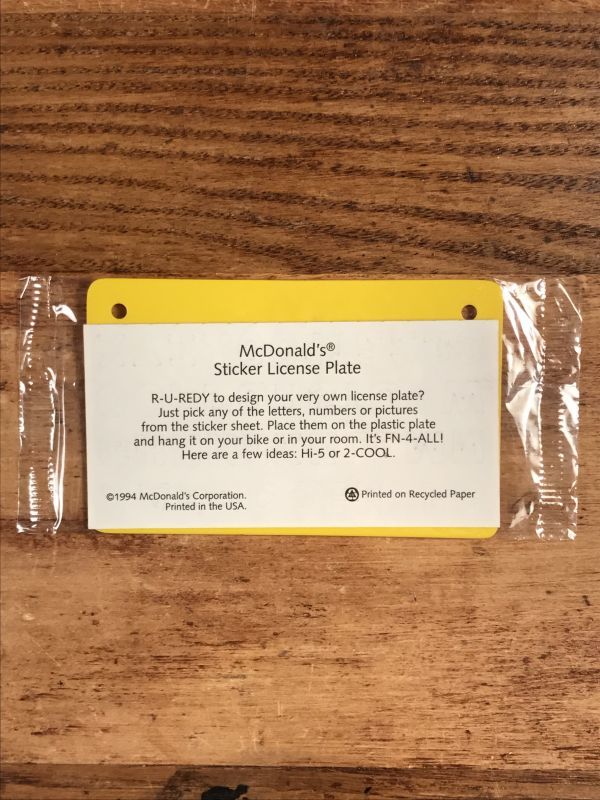 McDonald's®
Sticker License Plate
R-U-REDY to design your very own license plate?
Just pick any of the letters, numbers or pictures
from the sticker sheet. Place them on the plastic plate
and hang it on your bike or in your room. It's FN-4-ALL!
Here are a few ideas: Hi-5 or 2-COOL.
©1994 McDonald's Corporation.
Printed in the USA.
Printed on Recycled Paper